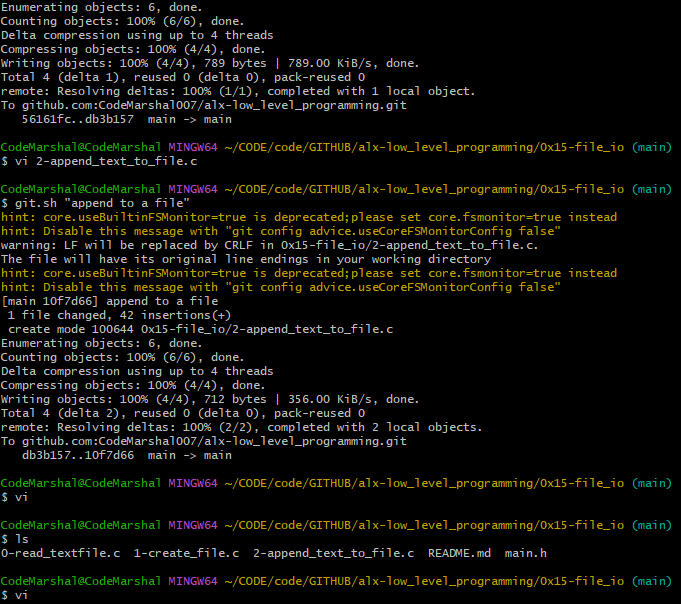 Enumerating objects: 6, done.
Counting objects: 100% (6/6), done.
Delta compression using up to 4 threads
Compressing objects: 100% (4/4), done.
Writing objects: 100% (4/4), 789 bytes | 789.00 KiB/s, done.
Total 4 (delta 1), reused 0 (delta 0), pack-reused 0
remote: Resolving deltas: 100% (1/1), completed with 1 local object.
To github.com:CodeMarshal007/alx-low_level_programming.git
   56161fc..db3b157  main -> main

CodeMarshal@CodeMarshal MINGW64 ~/CODE/code/GITHUB/alx-low_level_programming/0x15-file_io (main)
$ vi 2-append_text_to_file.c

CodeMarshal@CodeMarshal MINGW64 ~/CODE/code/GITHUB/alx-low_level_programming/0x15-file_io (main)
$ git.sh "append to a file"
hint: core.useBuiltinFSMonitor=true is deprecated;please set core.fsmonitor=true instead
hint: Disable this message with "git config advice.useCoreFSMonitorConfig false"
warning: LF will be replaced by CRLF in 0x15-file_io/2-append_text_to_file.c.
The file will have its original line endings in your working directory
hint: core.useBuiltinFSMonitor=true is deprecated;please set core.fsmonitor=true instead
hint: Disable this message with "git config advice.useCoreFSMonitorConfig false"
[main 10f7d66] append to a file
 1 file changed, 42 insertions(+)
 create mode 100644 0x15-file_io/2-append_text_to_file.c
Enumerating objects: 6, done.
Counting objects: 100% (6/6), done.
Delta compression using up to 4 threads
Compressing objects: 100% (4/4), done.
Writing objects: 100% (4/4), 712 bytes | 356.00 KiB/s, done.
Total 4 (delta 2), reused 0 (delta 0), pack-reused 0
remote: Resolving deltas: 100% (2/2), completed with 2 local objects.
To github.com:CodeMarshal007/alx-low_level_programming.git
   db3b157..10f7d66  main -> main

CodeMarshal@CodeMarshal MINGW64 ~/CODE/code/GITHUB/alx-low_level_programming/0x15-file_io (main)
$ vi

CodeMarshal@CodeMarshal MINGW64 ~/CODE/code/GITHUB/alx-low_level_programming/0x15-file_io (main)
$ ls
0-read_textfile.c  1-create_file.c  2-append_text_to_file.c  README.md  main.h

CodeMarshal@CodeMarshal MINGW64 ~/CODE/code/GITHUB/alx-low_level_programming/0x15-file_io (main)
$ vi